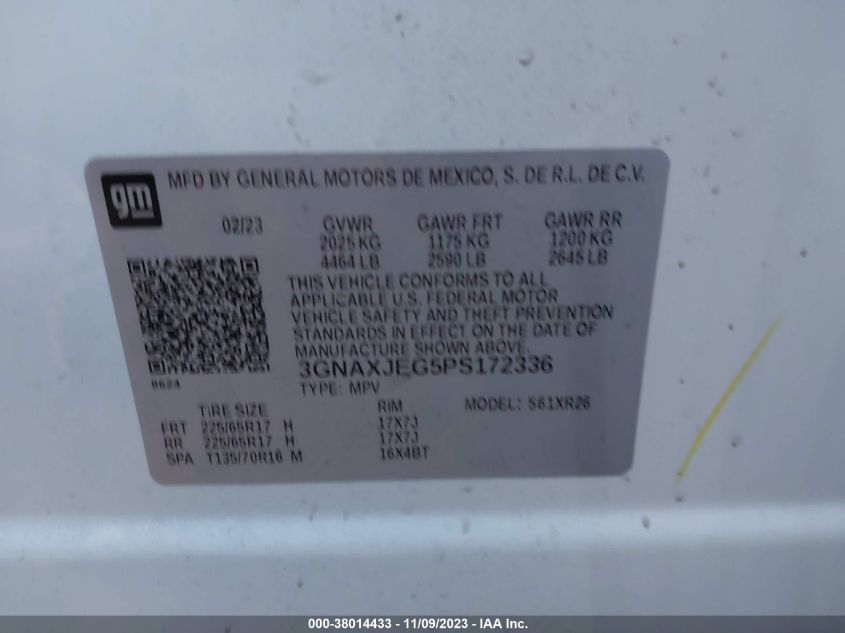 gm
MFD BY GENERAL MOTORS DE MEXICO, S. DE R.L. DE C.V.
02/23 GVWR GAWR FRT GAWR RR
2025 KG 1175 KG 1200 KG
4464 LB 2590 LB 2645 LB
THIS VEHICLE CONFORMS TO ALL
APPLICABLE U.S. FEDERAL MOTOR
VEHICLE SAFETY AND THEFT PREVENTION
STANDARDS IN EFFECT ON THE DATE OF
MANUFACTURE SHOWN ABOVE.
3GNAXJEG5PS172336
8624
TYPE: MPV
TIRE SIZE RIM MODEL: 561XR26
FRT 225/65R17 H 17X7J
RR 225/65R17 H 17X7J
SPA T135/70R16 M 16X4BT
000-38014433 - 11/09/2023 - IAA Inc.